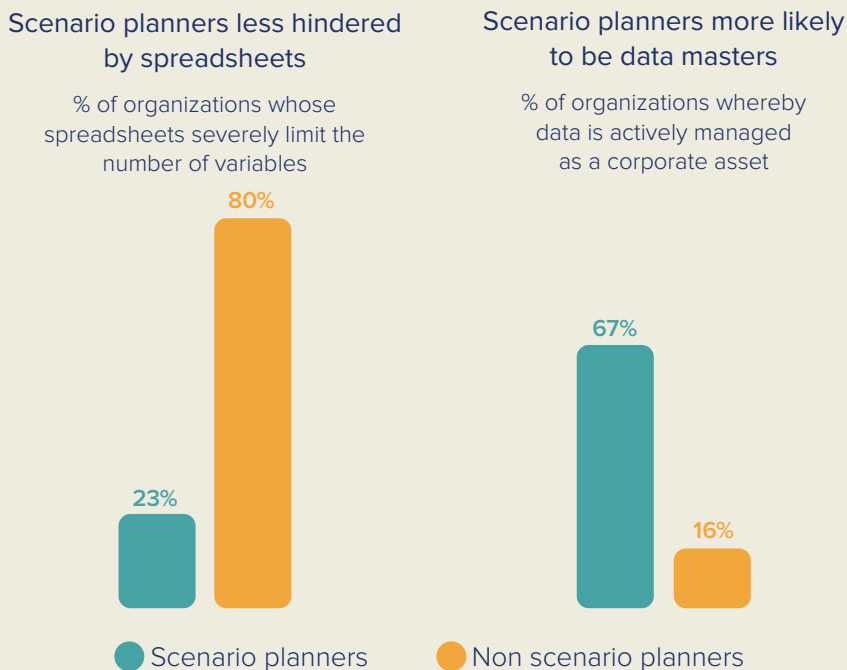 Scenario planners less hindered
by spreadsheets
% of organizations whose
spreadsheets severely limit the
number of variables
80%
23%
Scenario planners more likely
to be data masters
% of organizations whereby
data is actively managed
as a corporate asset
67%
16%
Scenario planners
Non scenario planners